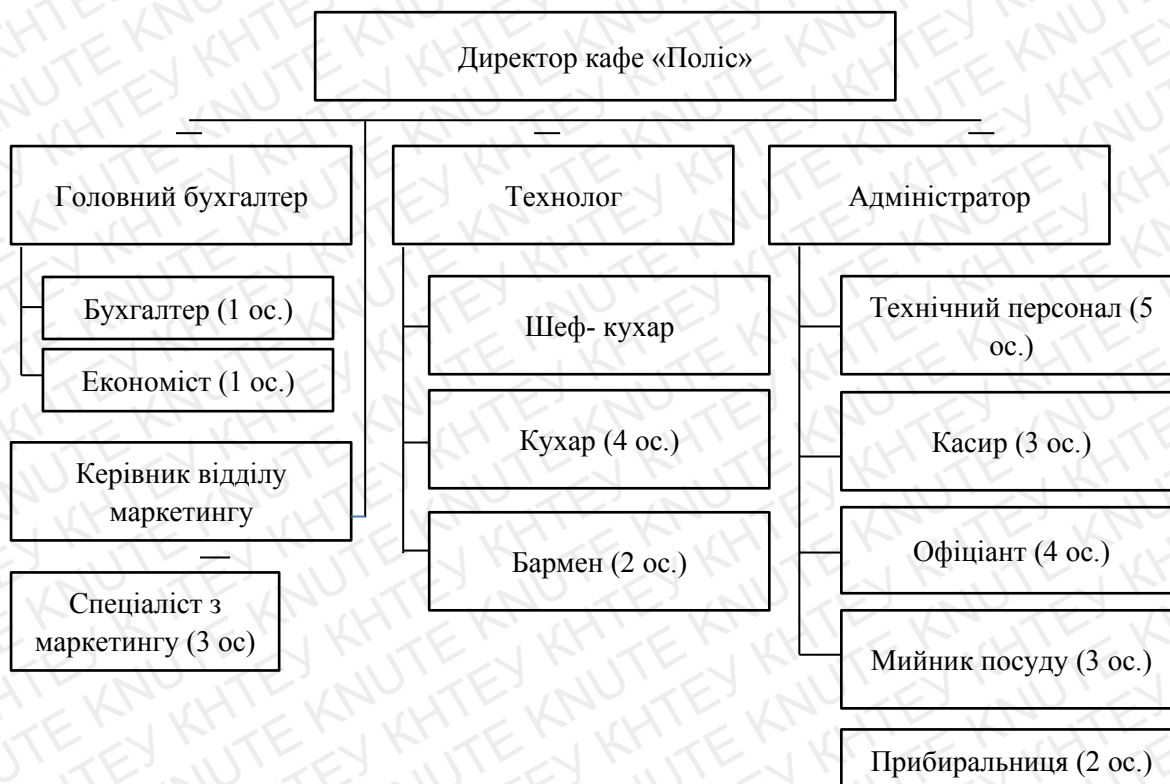 Директор кафе «Поліс»
Головний бухгалтер
Технолог
Адміністратор
Бухгалтер (1 ос.)
Економіст (1 ос.)
Керівник відділу
маркетингу
Спеціаліст з
маркетингу (3 ос)
Шеф- кухар
Кухар (4 ос.)
Бармен (2 ос.)
Технічний персонал (5
ос.)
Касир (3 ос.)
Офіціант (4 ос.)
Мийник посуду (3 ос.)
Прибиральниця (2 ос.)
KNUTE КНТЕУ